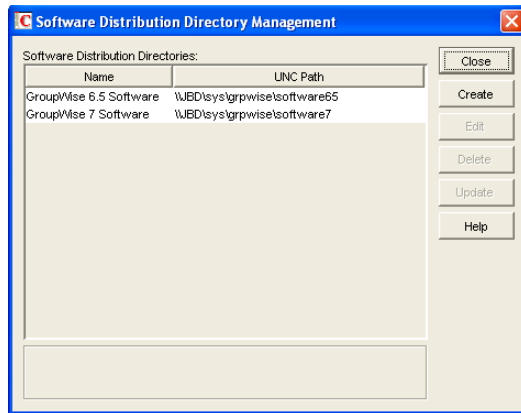 Software Distribution Directory Management
Software Distribution Directories:
Name UNC Path
GroupWise 6.5 Software \\JBD\sys\grpwise\software65
GroupWise 7 Software \\JBD\sys\grpwise\software7
Close
Create
Edit
Delete
Update
Help